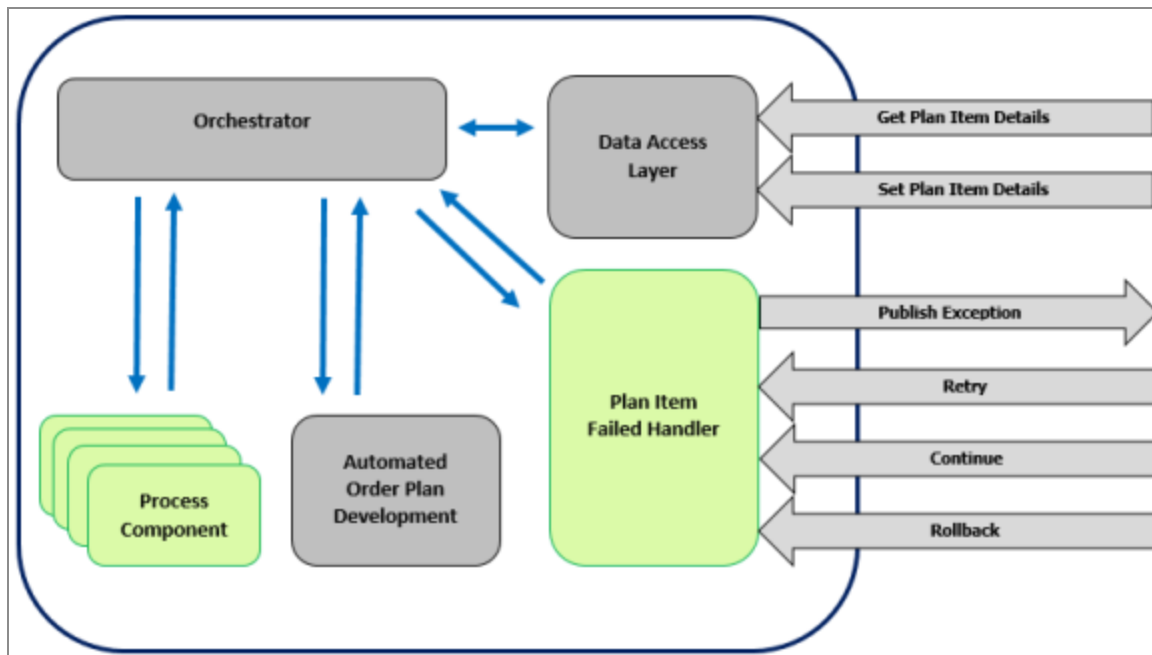 Orchestrator
Data Access
Layer
Get Plan Item Details
Set Plan Item Details
Publish Exception
Plan Item
Failed Handler
Retry
Continue
Rollback
Process
Component
Automated
Order Plan
Development